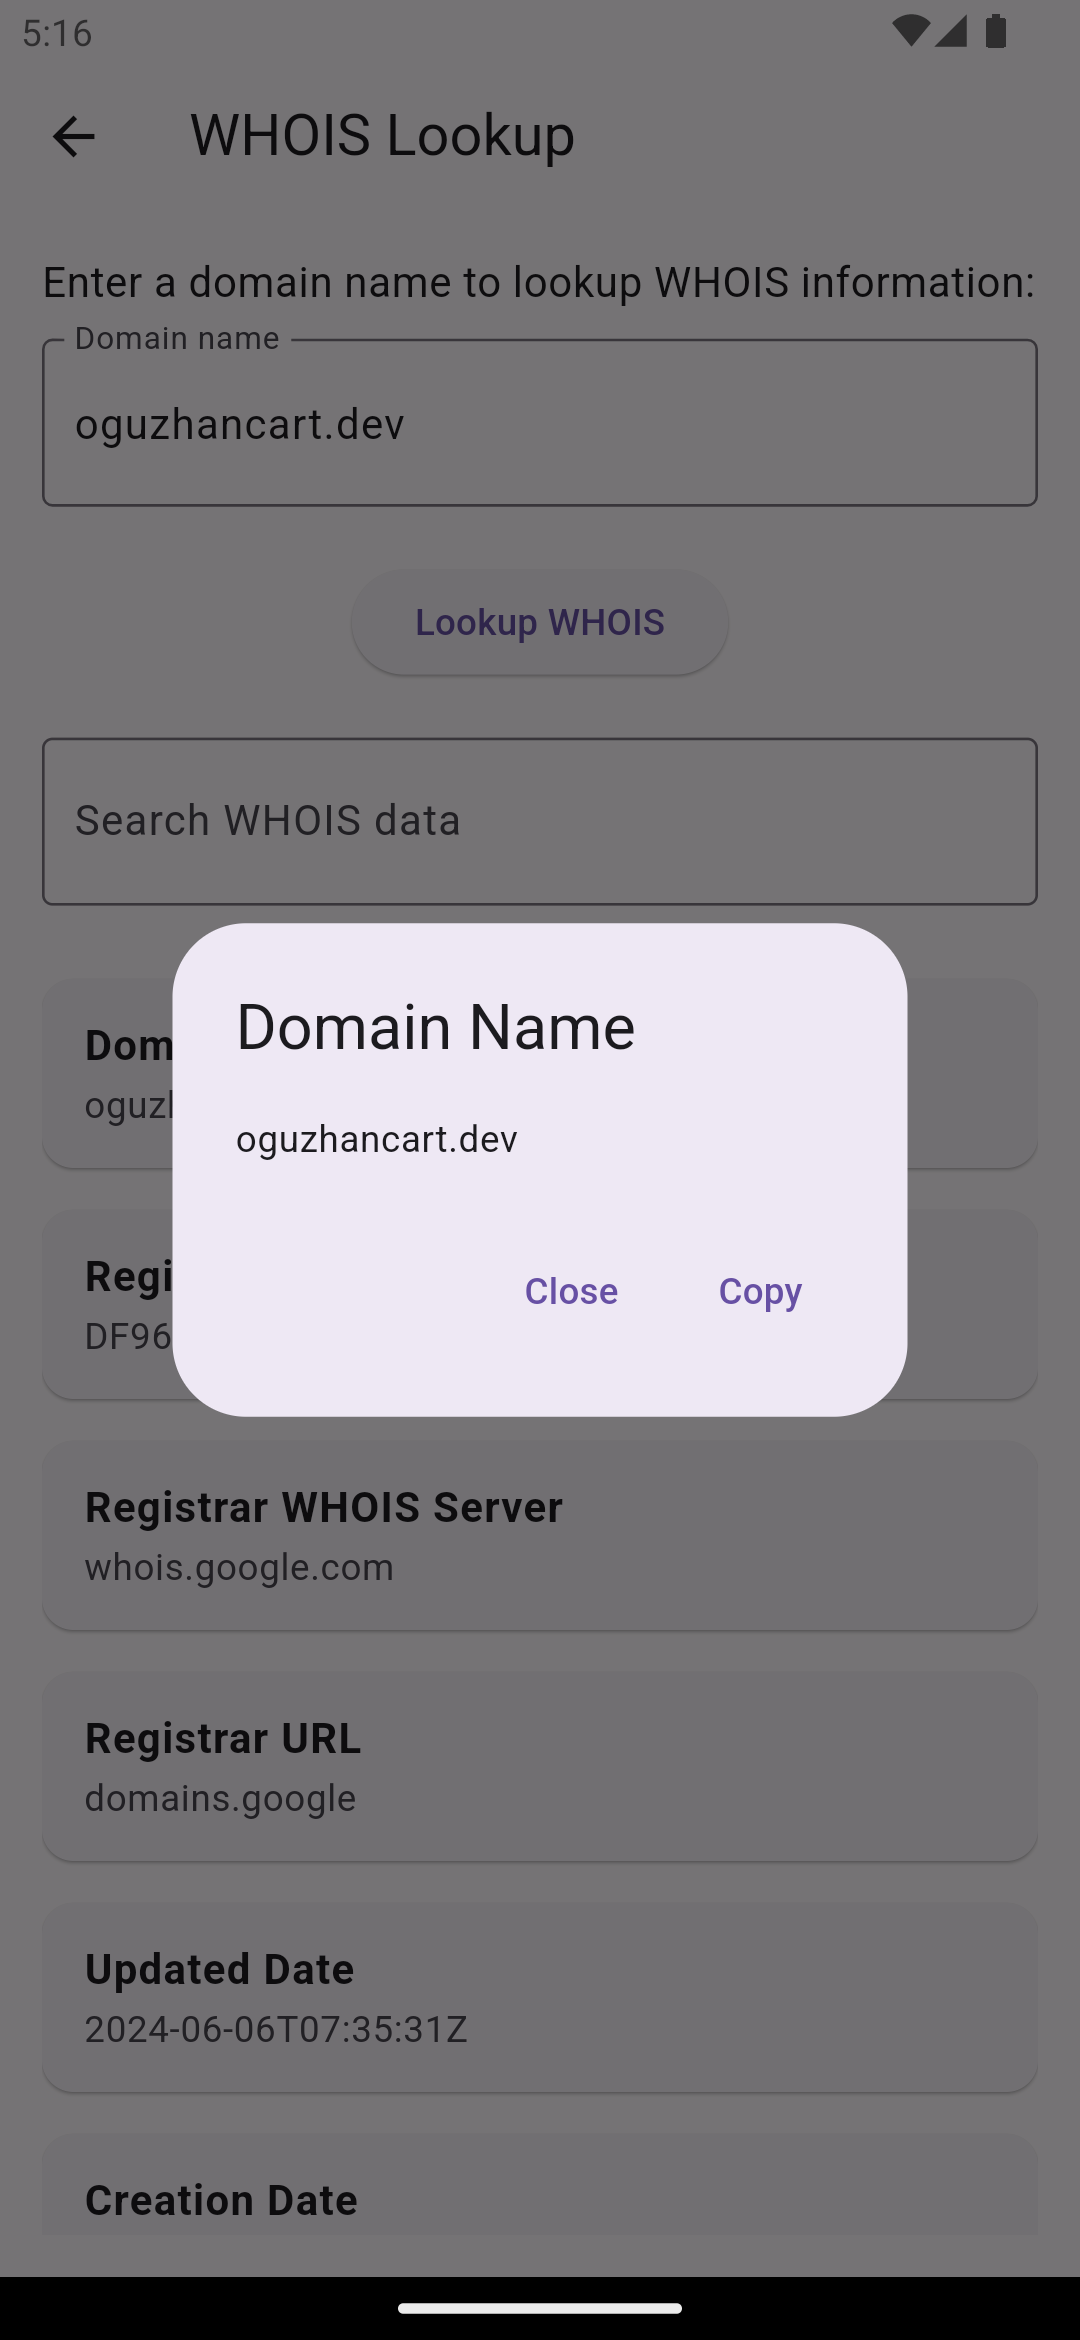 5:16
WHOIS Lookup
Enter a domain name to lookup WHOIS information:
Domain name
oguzhancart.dev
Lookup WHOIS
Search WHOIS data
Dom
oguzh
Domain Name
oguzhancart.dev
Close Copy
Regi
DF96
Registrar WHOIS Server
whois.google.com
Registrar URL
domains.google
Updated Date
2024-06-06T07:35:31Z
Creation Date